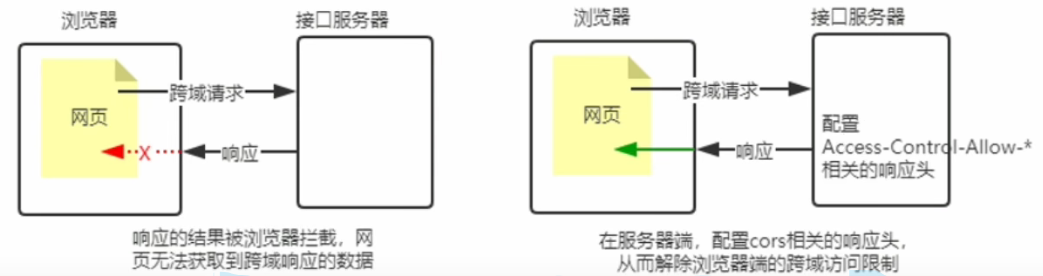 浏览器
接口服务器
网页
跨域请求
X
响应
响应的结果被浏览器拦截，网
页无法获取到跨域响应的数据
浏览器
接口服务器
网页
跨域请求
响应
配置
Access-Control-Allow-*
相关的响应头
在服务器端，配置cors相关的响应头，
从而解除浏览器端的跨域访问限制